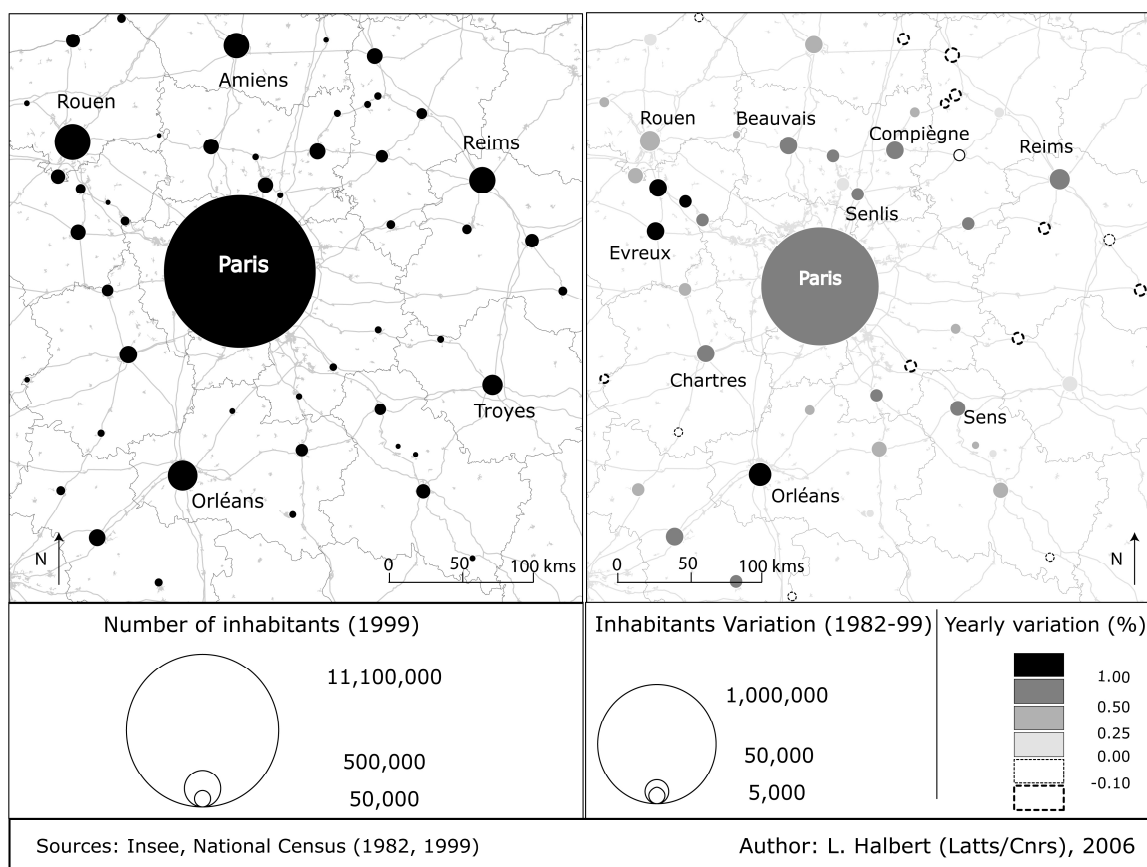 Amiens
Rouen
Reims
Paris
Troyes
Orléans
N
0 50 100 kms
Rouen
Beauvais
Compiègne
Reims
Senlis
Evreux
Paris
Chartres
Sens
Orléans
0 50 100 kms
N
Number of inhabitants (1999)
11,100,000
500,000
50,000
Inhabitants Variation (1982-99)
1,000,000
50,000
5,000
Yearly variation (%)
1.00
0.50
0.25
0.00
-0.10
Sources: Insee, National Census (1982, 1999)
Author: L. Halbert (Latts/Cnrs), 2006